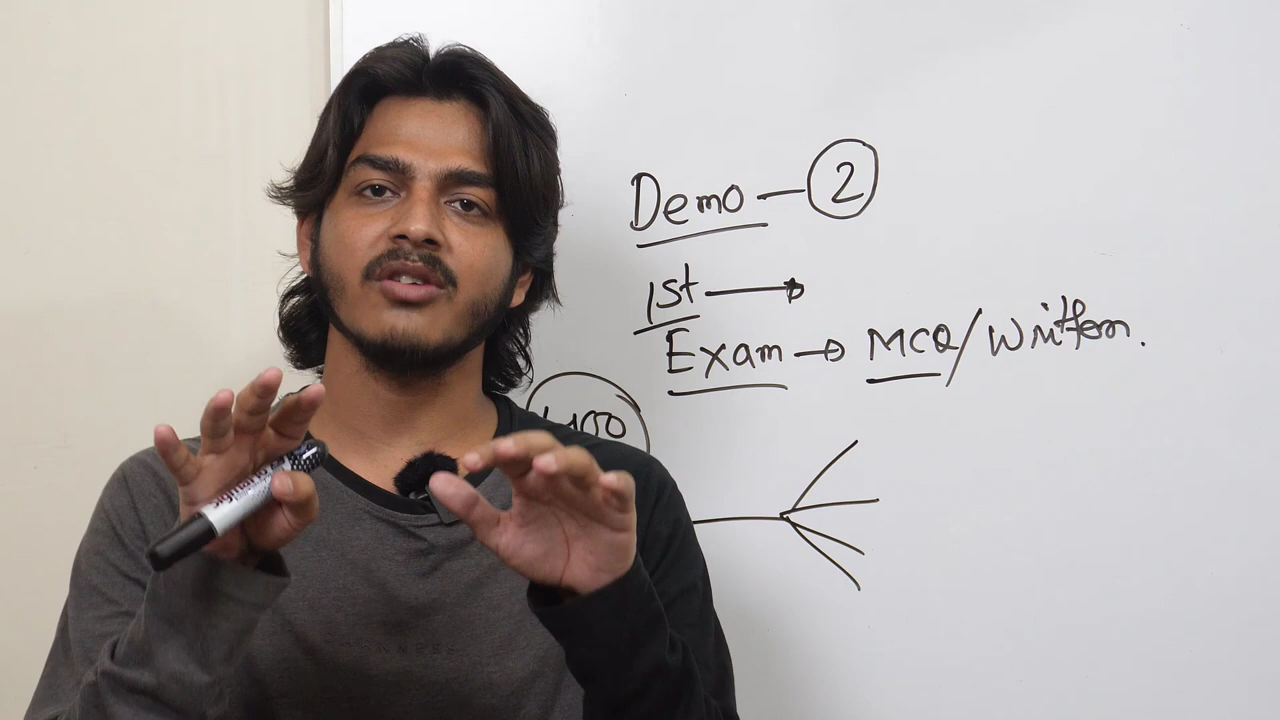 Demo — 2
1st →
Exam → MCQ/Written.